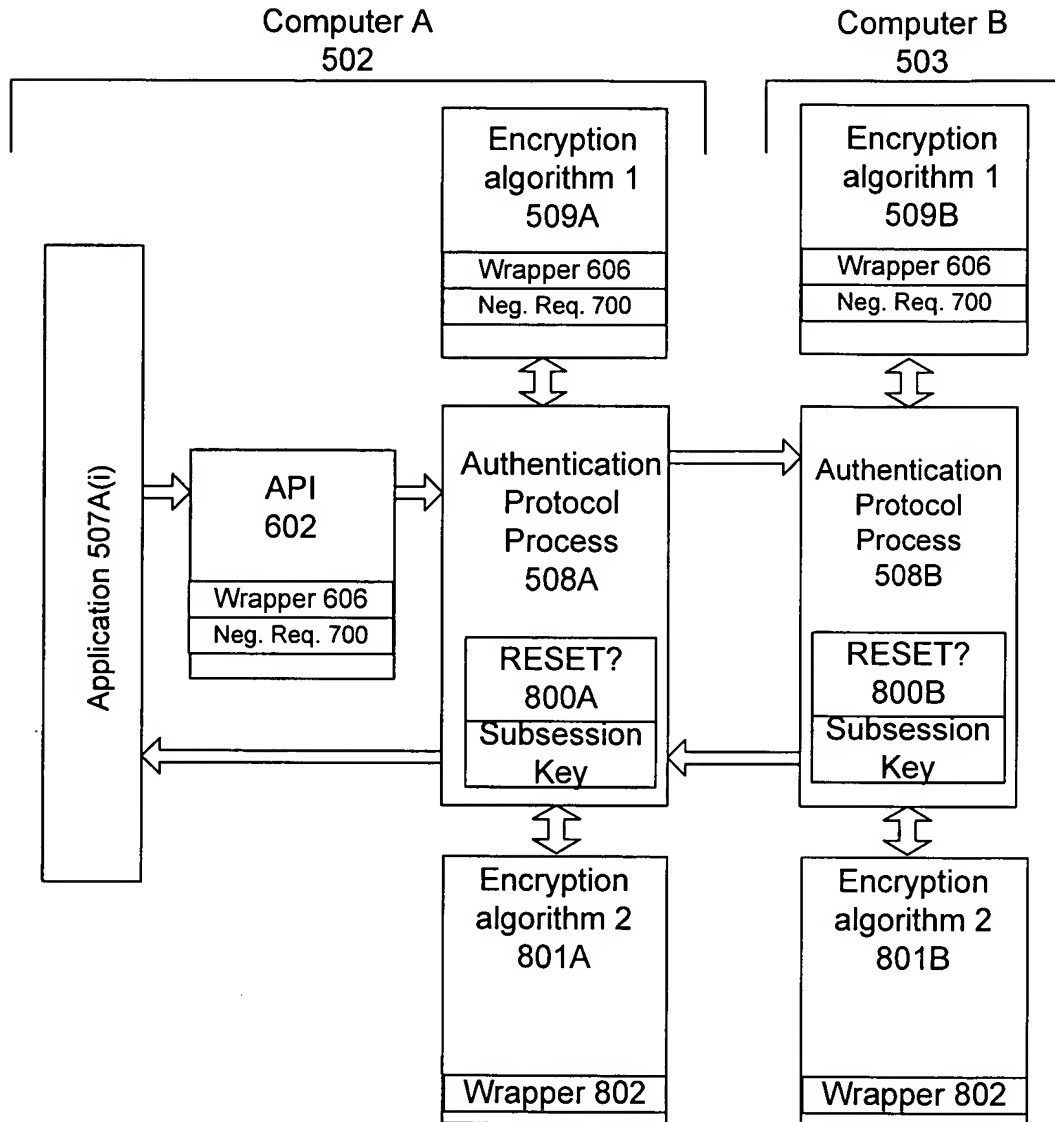 Computer A
502
Computer B
503
Encryption
algorithm 1
509A
Wrapper 606
Neg. Req. 700
Encryption
algorithm 1
509B
Wrapper 606
Neg. Req. 700
Application 507A(i)
API
602
Wrapper 606
Neg. Req. 700
Authentication
Protocol
Process
508A
RESET?
800A
Subsession
Key
Authentication
Protocol
Process
508B
RESET?
800B
Subsession
Key
Encryption
algorithm 2
801A
Wrapper 802
Encryption
algorithm 2
801B
Wrapper 802